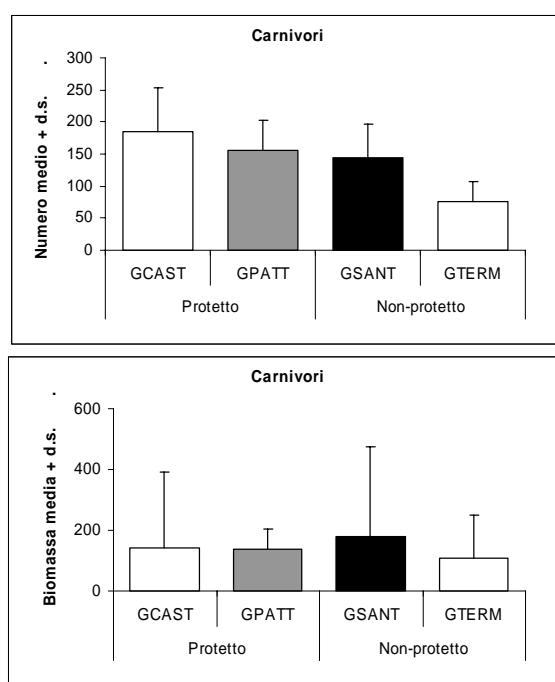 Carnivori
Numero medio + d.s. .
300
250
200
150
100
50
0
GCAST GPATT GSANT GTERM
Protetto Non-protetto
Carnivori
Biomassa media + d.s. .
600
400
200
0
GCAST GPATT GSANT GTERM
Protetto Non-protetto